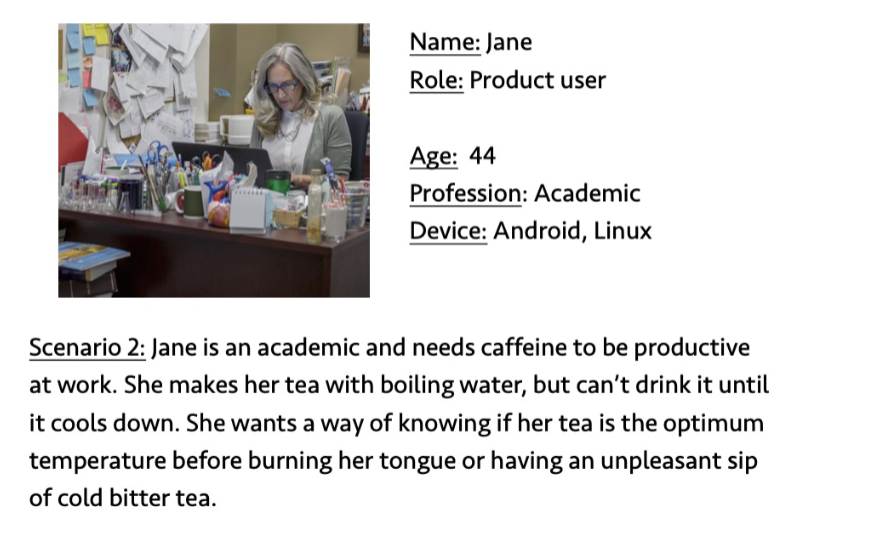 Name: Jane
Role: Product user
Age: 44
Profession: Academic
Device: Android, Linux
Scenario 2: Jane is an academic and needs caffeine to be productive
at work. She makes her tea with boiling water, but can't drink it until
it cools down. She wants a way of knowing if her tea is the optimum
temperature before burning her tongue or having an unpleasant sip
of cold bitter tea.